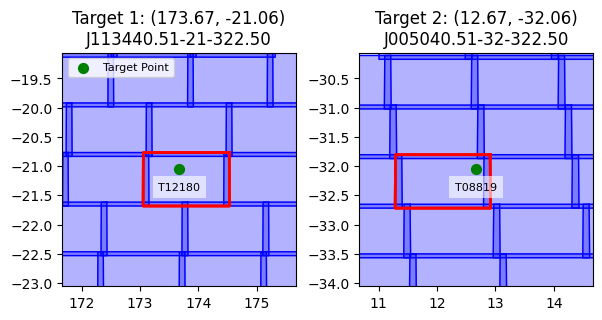 Target 1: (173.67, -21.06)
J113440.51-21-322.50
Target Point
T12180
−19.5
−20.0
−20.5
−21.0
−21.5
−22.0
−22.5
−23.0
172 173 174 175
Target 2: (12.67, -32.06)
J005040.51-32-322.50
T08819
−30.5
−31.0
−31.5
−32.0
−32.5
−33.0
−33.5
−34.0
11 12 13 14